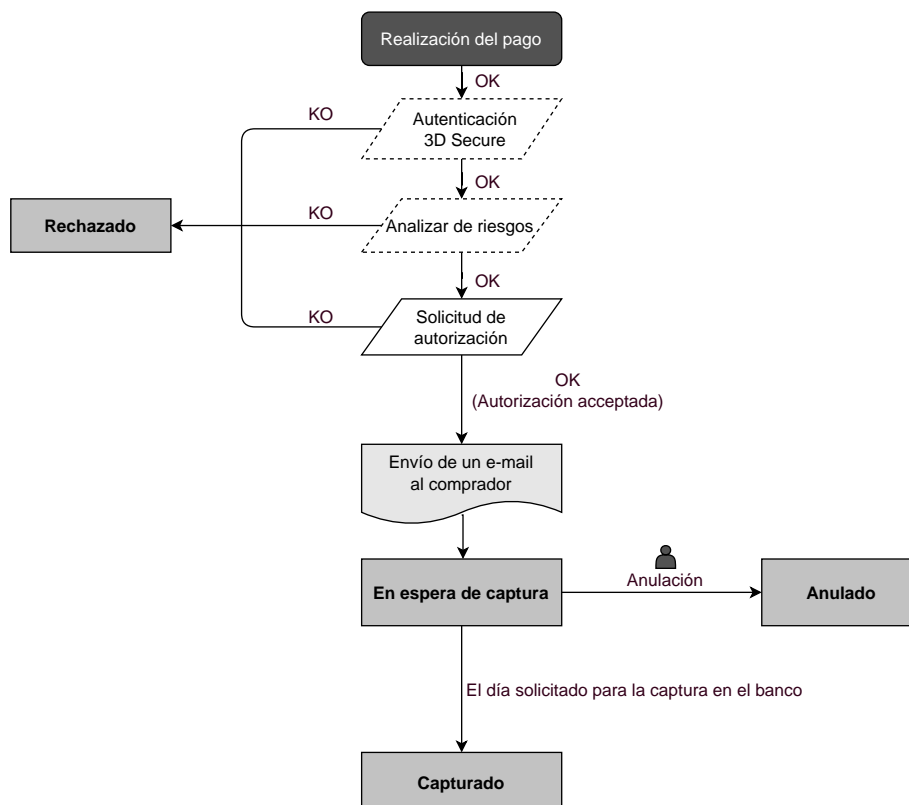 Realización del pago
OK
KO
Autenticación
3D Secure
OK
Rechazado
KO
Analizar de riesgos
OK
KO
Solicitud de
autorización
OK
(Autorización acceptada)
Envío de un e-mail
al comprador
En espera de captura
Anulación
Anulado
El día solicitado para la captura en el banco
Capturado